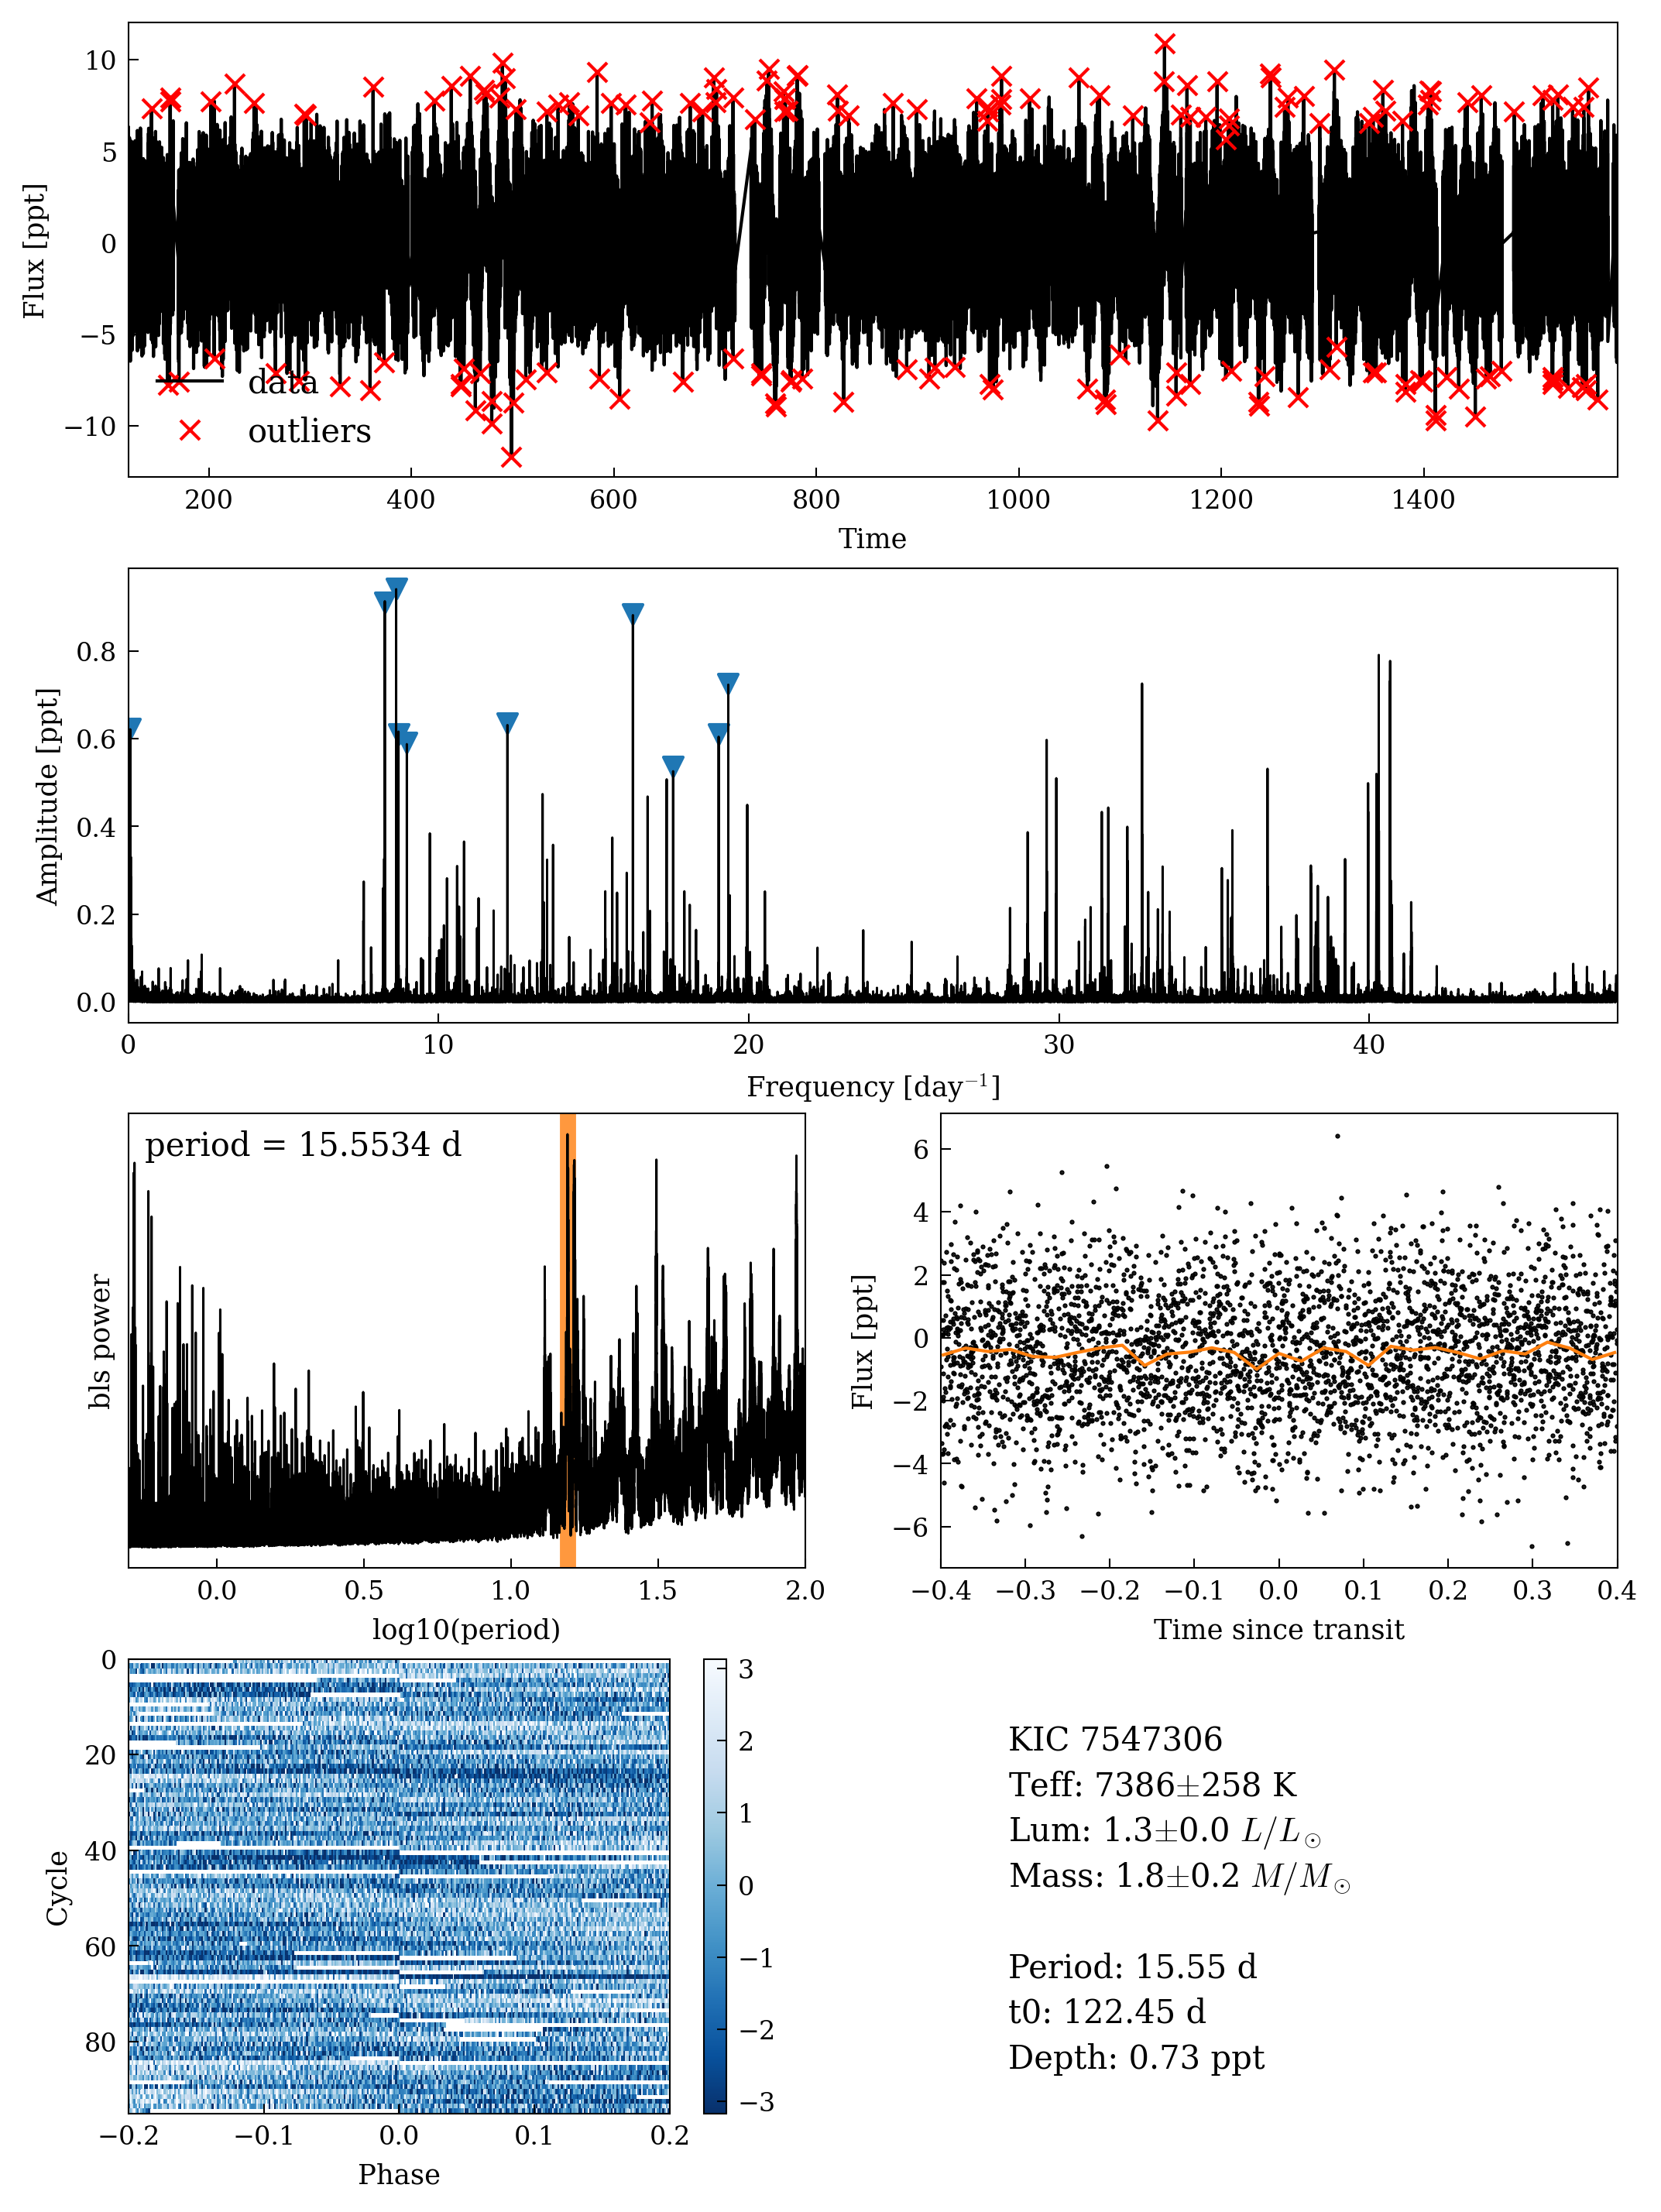 10
5
0
−5
−10
Flux [ppt]
data
outliers
200 400 600 800 1000 1200 1400
Time
0.8
0.6
0.4
0.2
0.0
Amplitude [ppt]
0 10 20 30 40
Frequency [day⁻¹]
period = 15.5534 d
bls power
0.0 0.5 1.0 1.5 2.0
log10(period)
6
4
2
0
−2
−4
−6
Flux [ppt]
−0.4 −0.3 −0.2 −0.1 0.0 0.1 0.2 0.3 0.4
Time since transit
0
20
40
60
80
Cycle
−0.2 −0.1 0.0 0.1 0.2
Phase
3
2
1
0
−1
−2
−3
KIC 7547306
Teff: 7386±258 K
Lum: 1.3±0.0 L/L⊙
Mass: 1.8±0.2 M/M⊙
Period: 15.55 d
t0: 122.45 d
Depth: 0.73 ppt